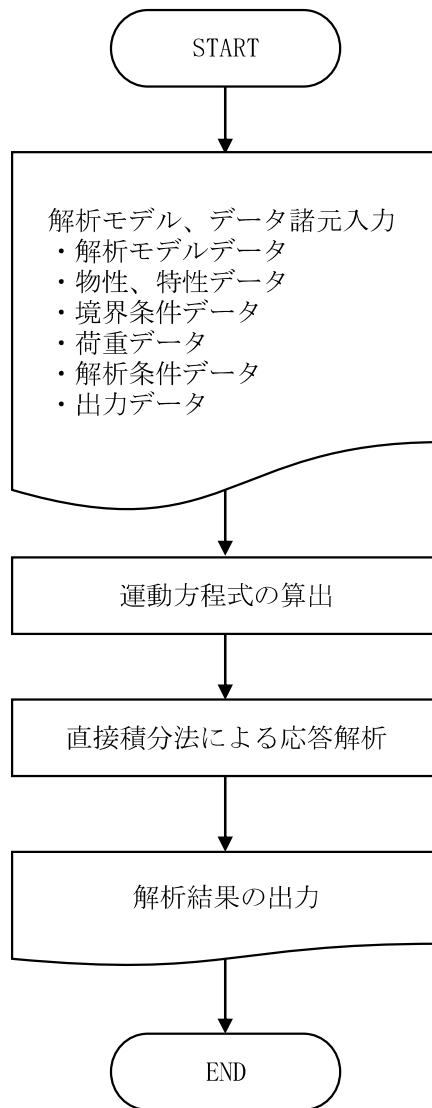 START
解析モデル、データ諸元入力
・解析モデルデータ
・物性、特性データ
・境界条件データ
・荷重データ
・解析条件データ
・出力データ
運動方程式の算出
直接積分法による応答解析
解析結果の出力
END